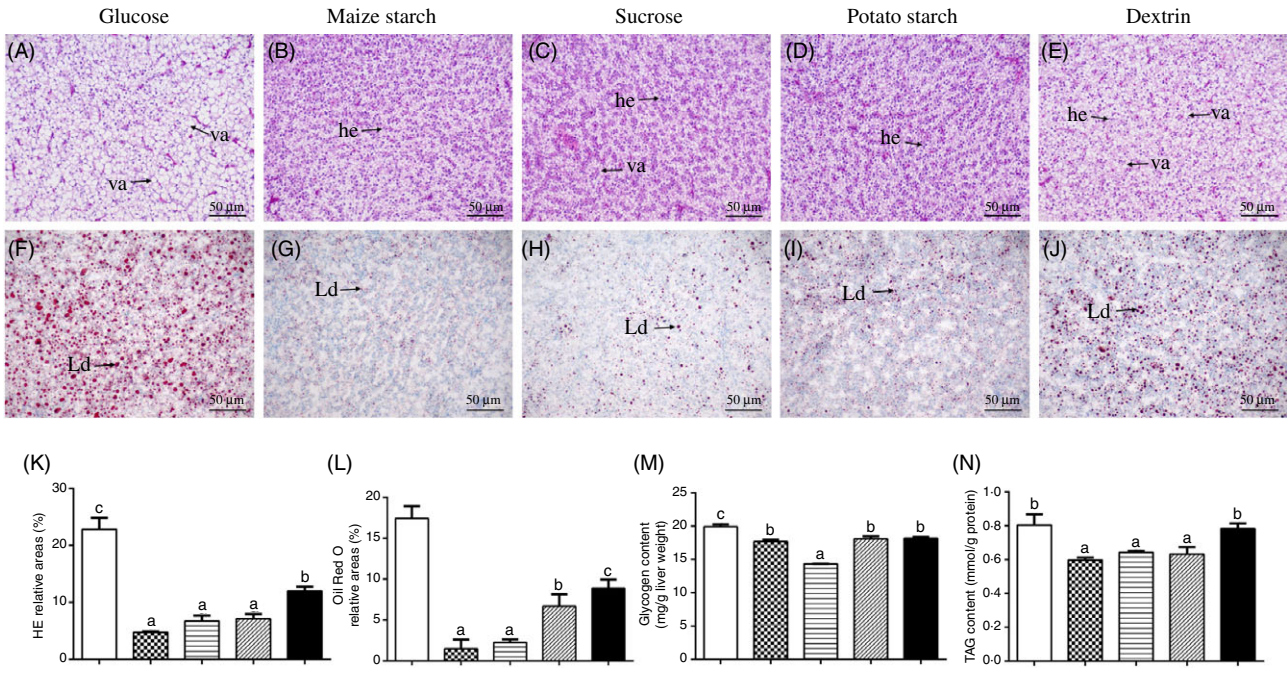 Glucose Maize starch Sucrose Potato starch Dextrin
(A) (B) (C) (D) (E)
va
va
50 µm
he
50 µm
he
va
50 µm
he
50 µm
he
va
va
50 µm
(F) (G) (H) (I) (J)
Ld
50 µm
Ld
50 µm
Ld
50 µm
Ld
50 µm
Ld
50 µm
(K)
HE relative areas (%)
30
20
10
0
c a a a b
(L)
Oil Red O
relative areas (%)
20
15
10
5
0
a a b c
(M)
Glycogen content
(mg/g liver weight)
25
20
15
10
5
0
c b a b b
(N)
TAG content (mmol/g protein)
1·0
0·8
0·6
0·4
0·2
0·0
b a a a b